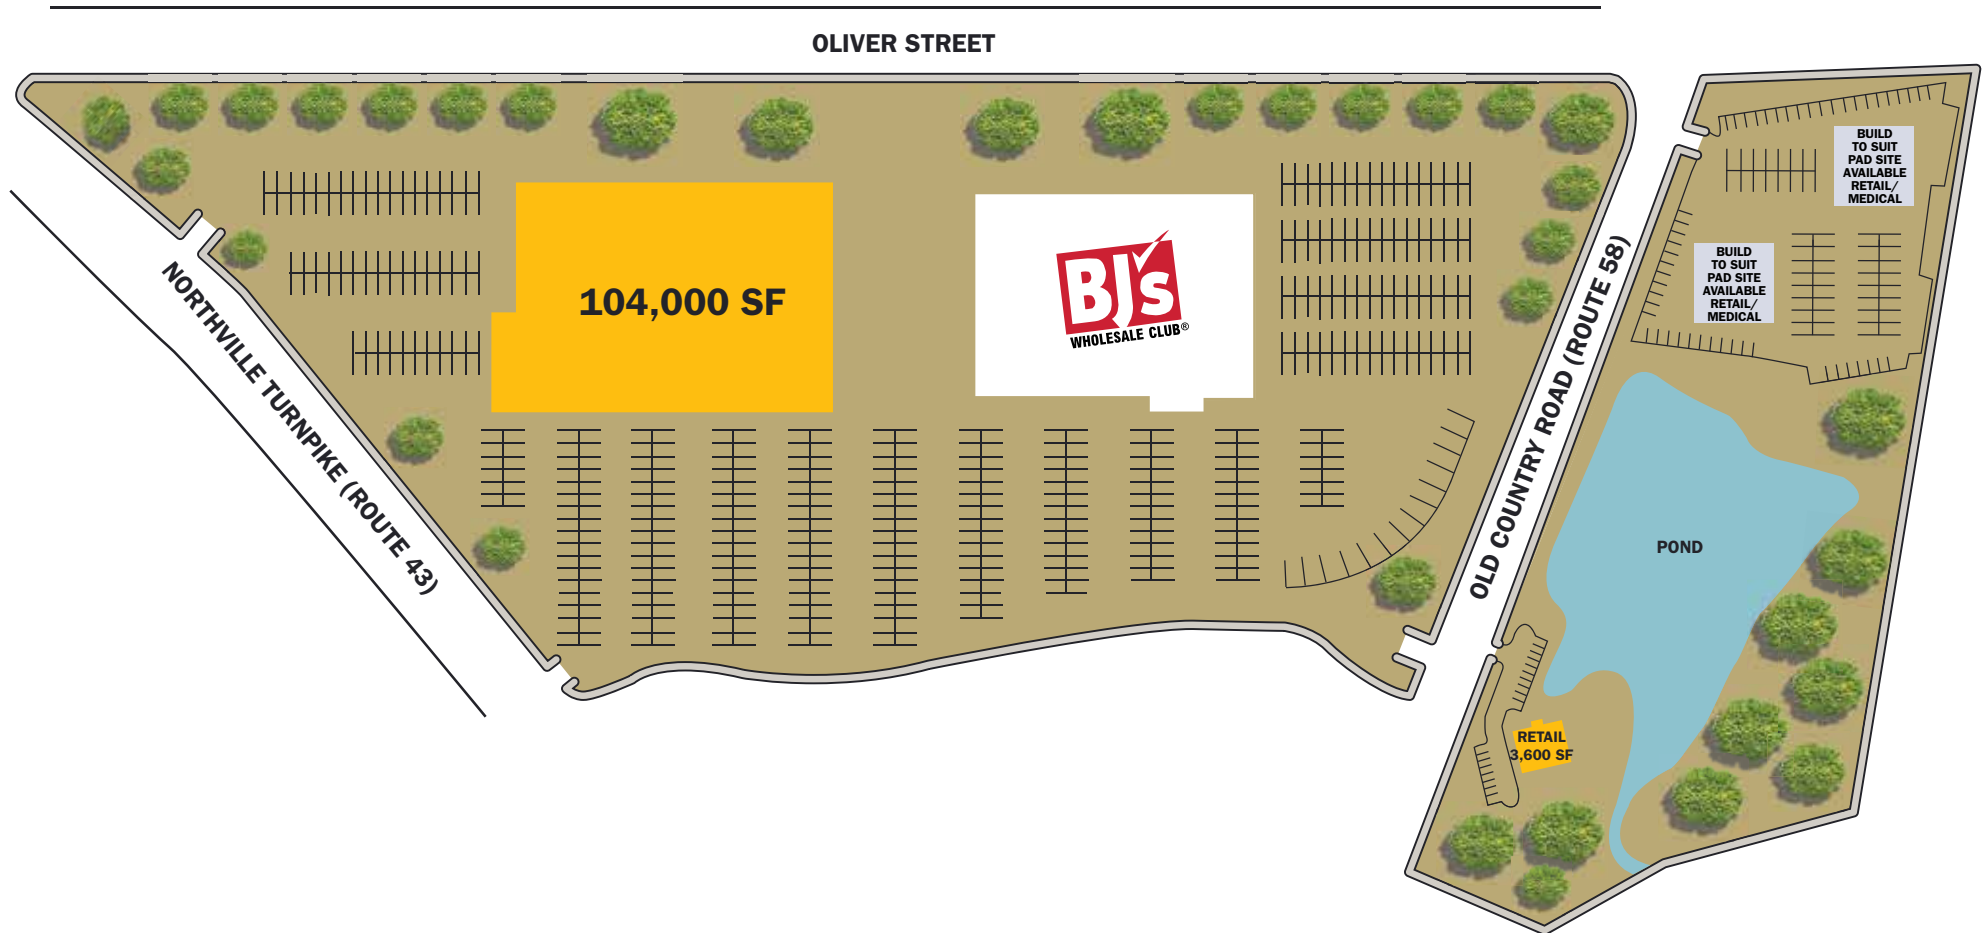 OLIVER STREET
BUILD
TO SUIT
PAD SITE
AVAILABLE
RETAIL/
MEDICAL
BUILD
TO SUIT
PAD SITE
AVAILABLE
RETAIL/
MEDICAL
104,000 SF
BJ's
WHOLESALE CLUB®
NORTHVILLE TURNPIKE (ROUTE 43)
OLD COUNTRY ROAD (ROUTE 58)
POND
RETAIL
3,600 SF